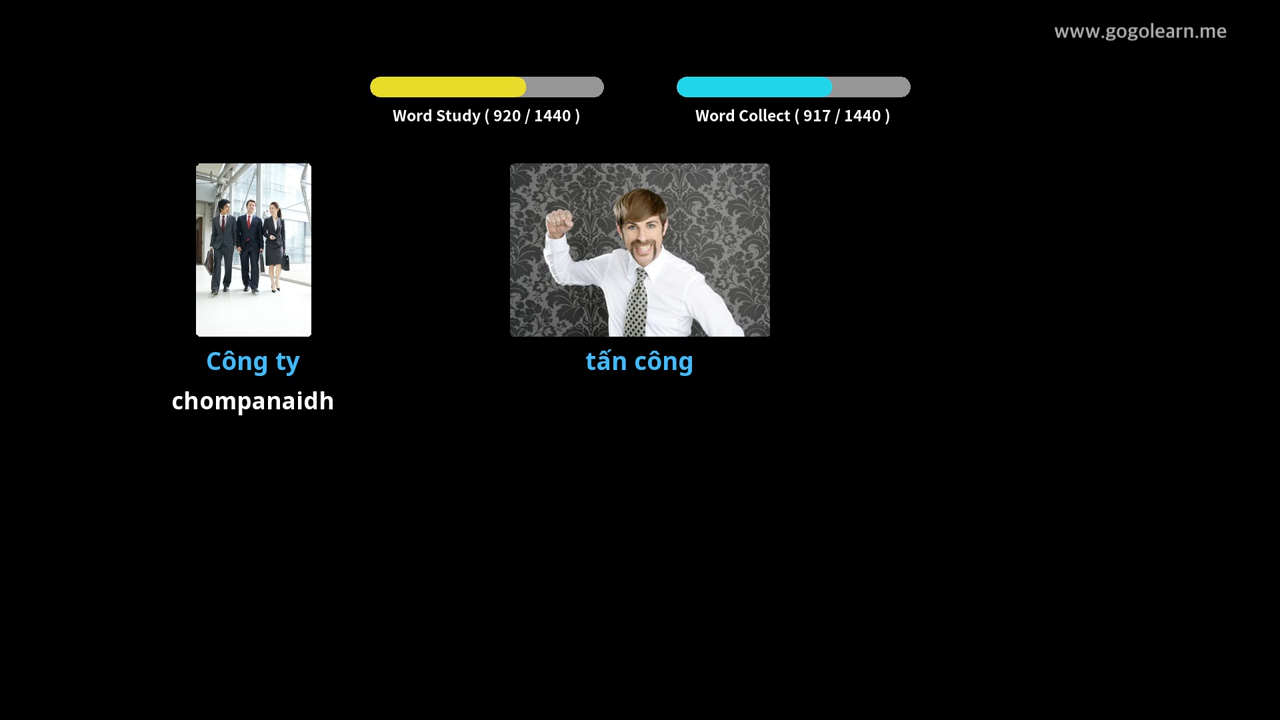 www.gogolearn.me
Word Study ( 920 / 1440 )
Word Collect ( 917 / 1440 )
Công ty
tấn công
chompanaidh